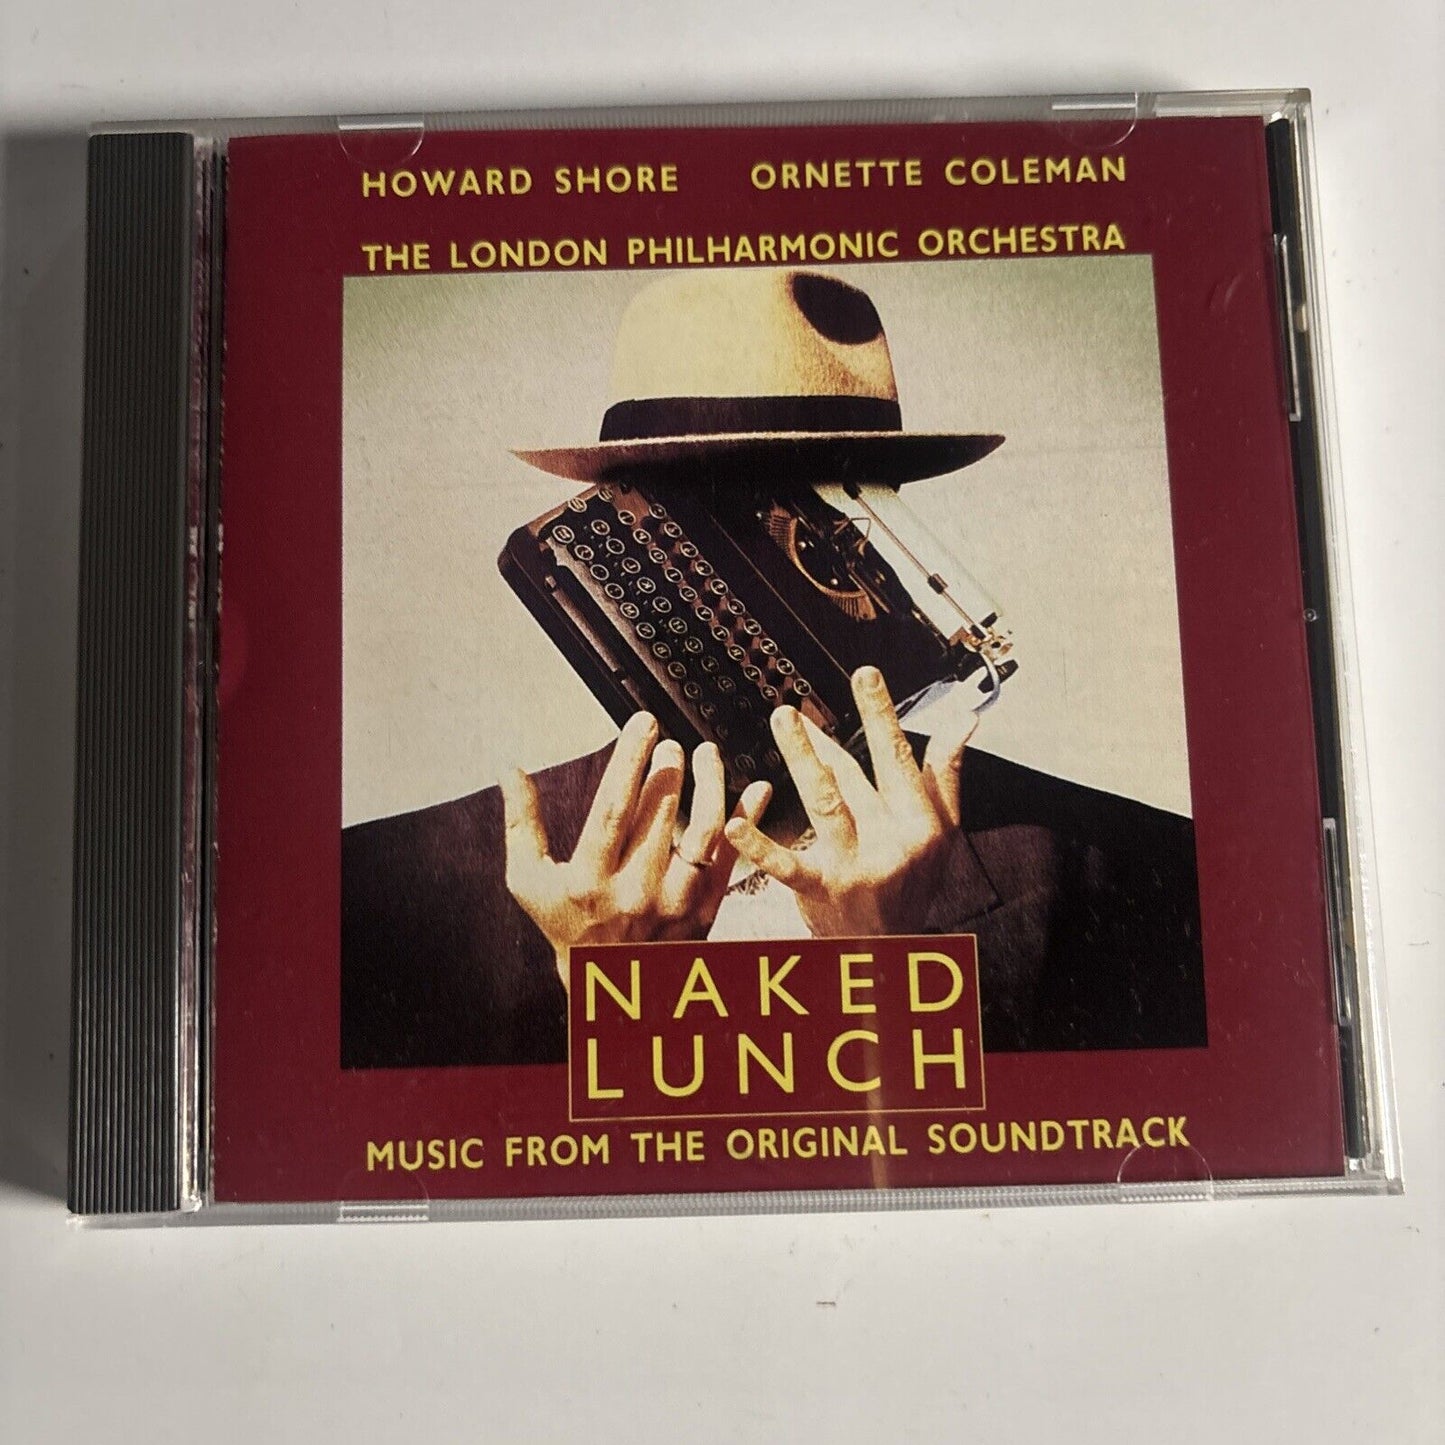 HOWARD SHORE ORNETTE COLEMAN
THE LONDON PHILHARMONIC ORCHESTRA
NAKED
LUNCH
MUSIC FROM THE ORIGINAL SOUNDTRACK